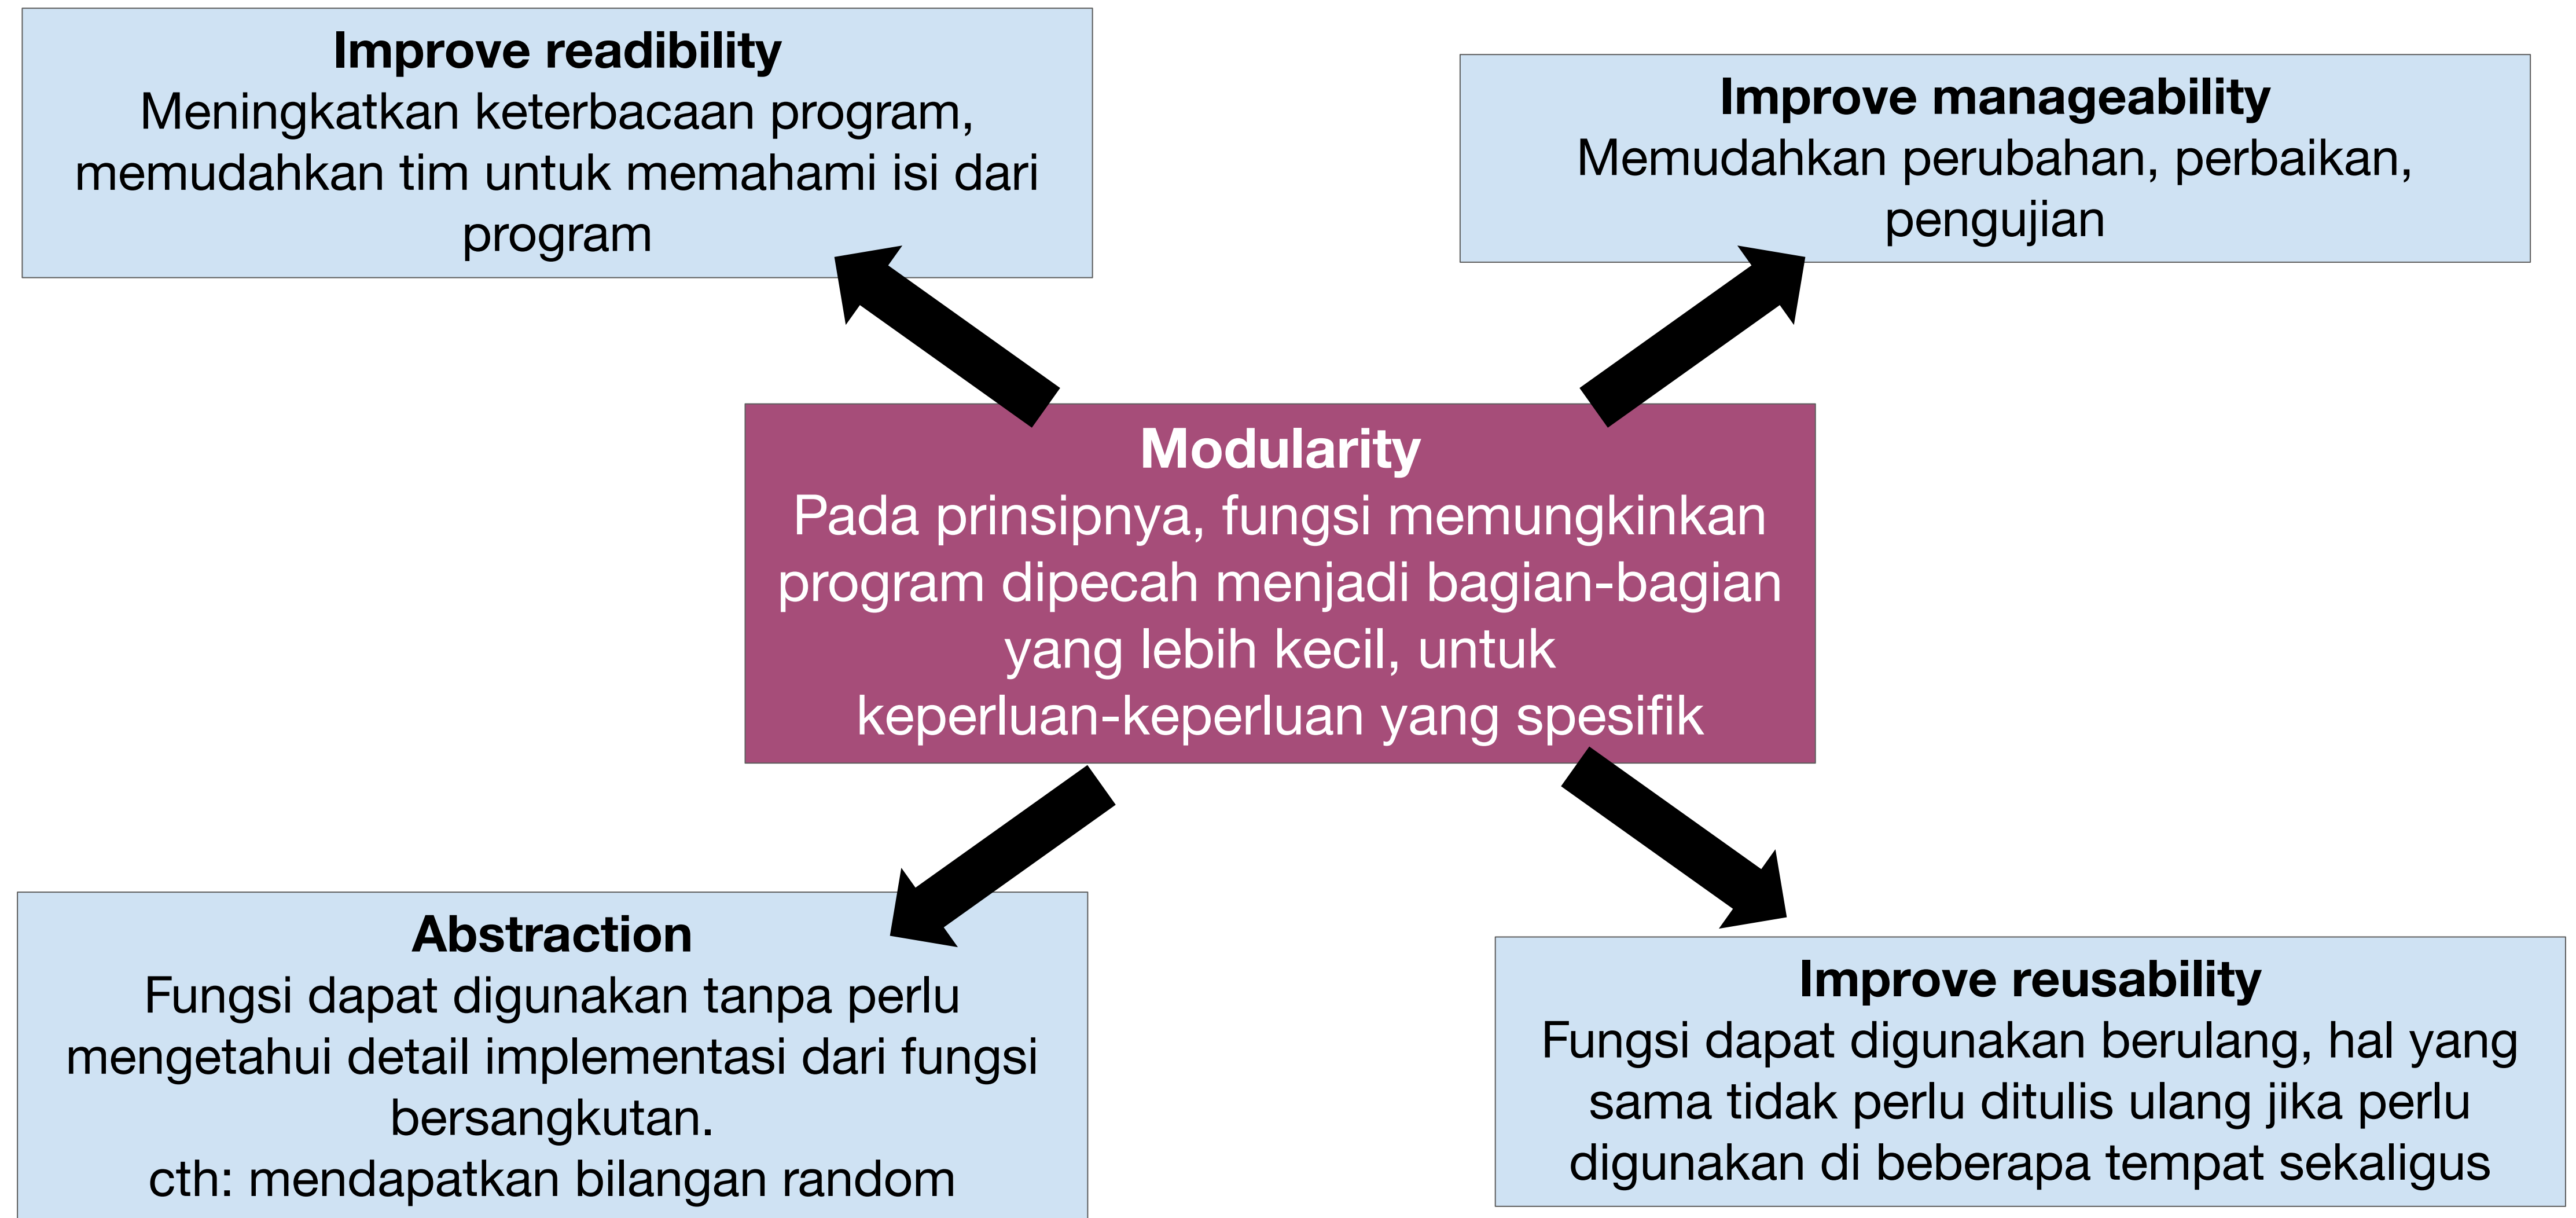 Improve readibility
Meningkatkan keterbacaan program,
memudahkan tim untuk memahami isi dari
program
Improve manageability
Memudahkan perubahan, perbaikan,
pengujian
Modularity
Pada prinsipnya, fungsi memungkinkan
program dipecah menjadi bagian-bagian
yang lebih kecil, untuk
keperluan-keperluan yang spesifik
Abstraction
Fungsi dapat digunakan tanpa perlu
mengetahui detail implementasi dari fungsi
bersangkutan.
cth: mendapatkan bilangan random
Improve reusability
Fungsi dapat digunakan berulang, hal yang
sama tidak perlu ditulis ulang jika perlu
digunakan di beberapa tempat sekaligus